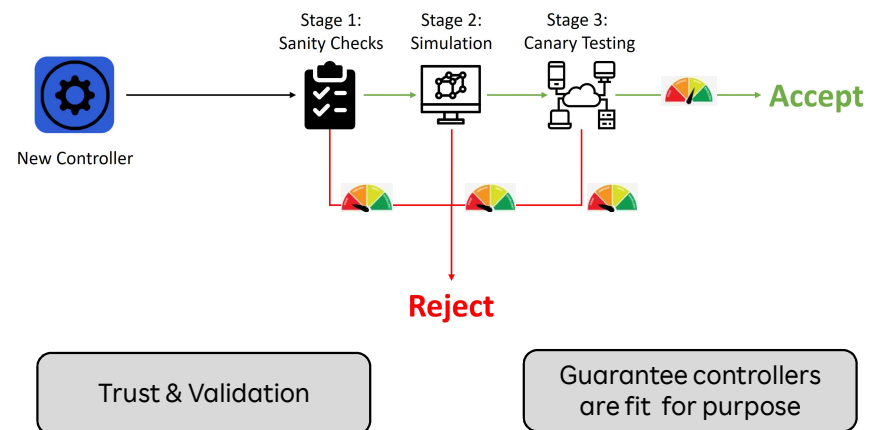 Stage 1:
Sanity Checks
Stage 2:
Simulation
Stage 3:
Canary Testing
Accept
New Controller
Reject
Trust & Validation
Guarantee controllers
are fit for purpose